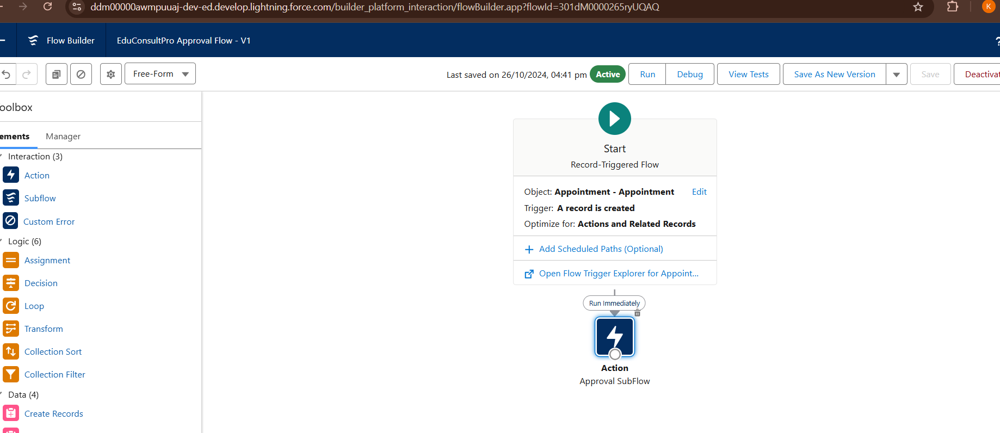 ddm00000awmpuuaj-dev-ed.develop.lightning.force.com/builder_platform_interaction/flowBuilder.app?flowId=301dM0000265ryUQAQ
K
Flow Builder
EduConsultPro Approval Flow - V1
?
Free-Form
Last saved on 26/10/2024, 04:41 pm
Active
Run
Debug
View Tests
Save As New Version
Save
Deactivat
oolbox
ements
Manager
Interaction (3)
Action
Subflow
Custom Error
Logic (6)
Assignment
Decision
Loop
Transform
Collection Sort
Collection Filter
Data (4)
Create Records
Start
Record-Triggered Flow
Object: Appointment - Appointment
Edit
Trigger: A record is created
Optimize for: Actions and Related Records
Add Scheduled Paths (Optional)
Open Flow Trigger Explorer for Appoint...
Run Immediately
Action
Approval SubFlow